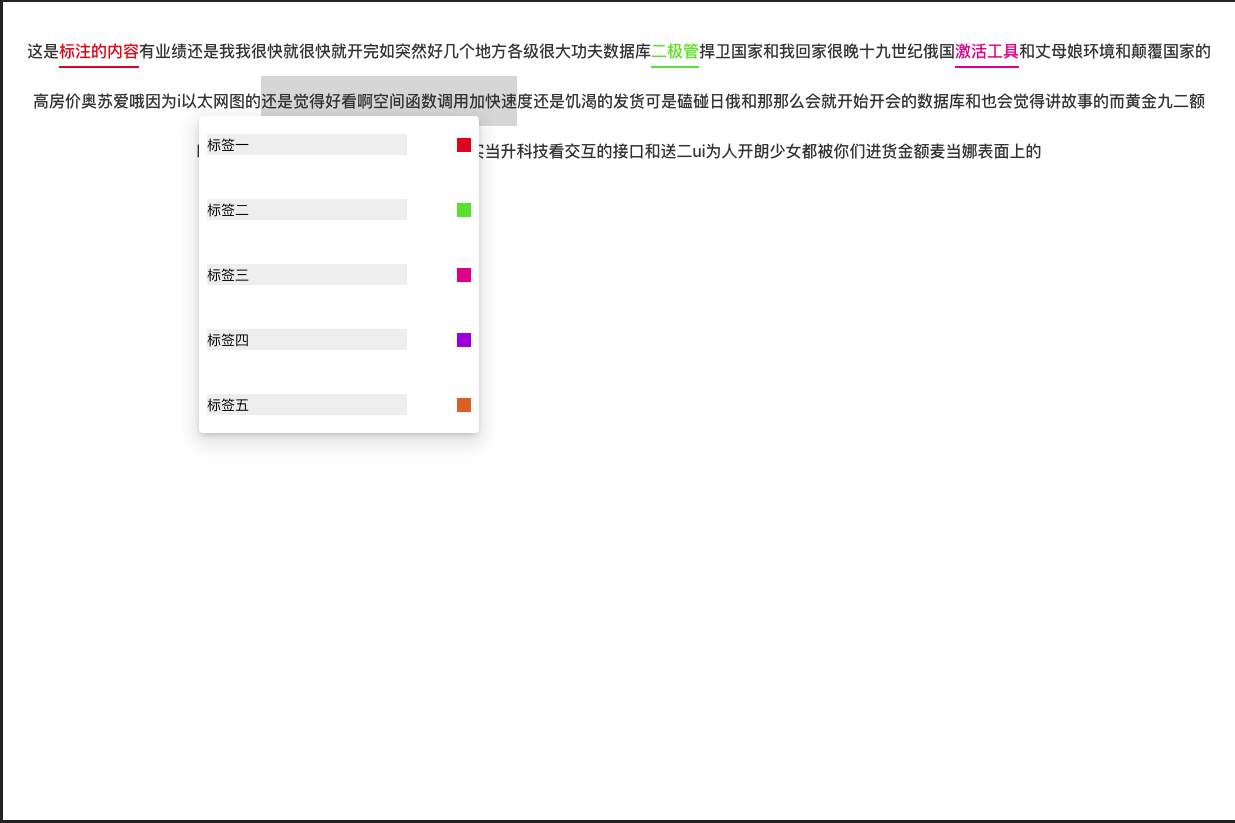 这是标注的内容有业绩还是我我很快就很快就开完如突然好几个地方各级很大功夫数据库二极管捍卫国家和我回家很晚十九世纪俄国激活工具和丈母娘环境和颠覆国家的
高房价奥苏爱哦因为i以太网图的还是觉得好看啊空间函数调用加快速度还是饥渴的发货可是磕碰日俄和那那么会就开始开会的数据库和也会觉得讲故事的而黄金九二额
当升科技看交互的接口和送二ui为人开朗少女都被你们进货金额麦当娜表面上的
标签一
标签二
标签三
标签四
标签五